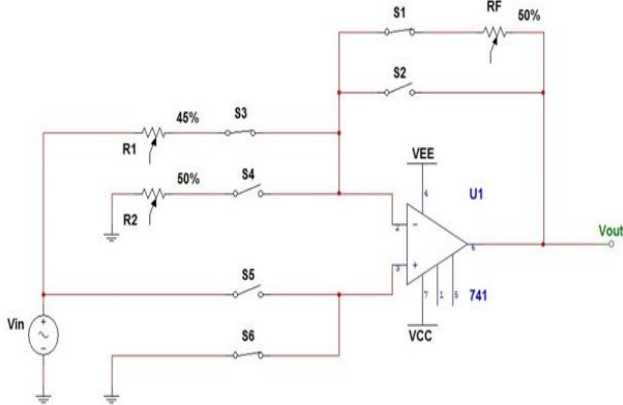 S1
RF
50%
S2
45%
S3
R1
VEE
50%
S4
4
U1
R2
2
−
+
3
6
Vout
S5
7
1
5
741
Vin
+
−
S6
VCC